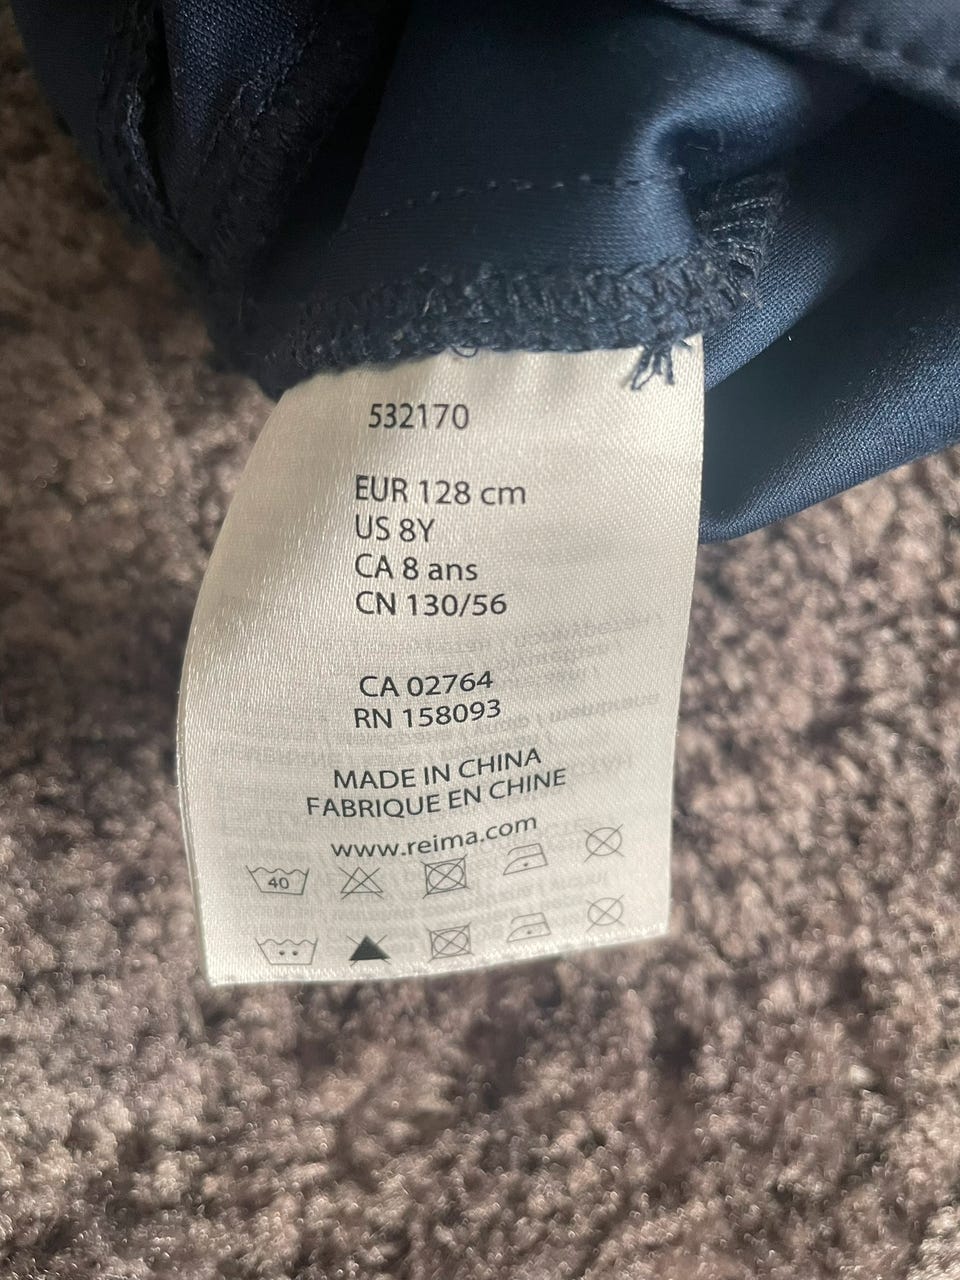 532170
EUR 128 cm
US 8Y
CA 8 ans
CN 130/56
CA 02764
RN 158093
MADE IN CHINA
FABRIQUE EN CHINE
www.reima.com
40